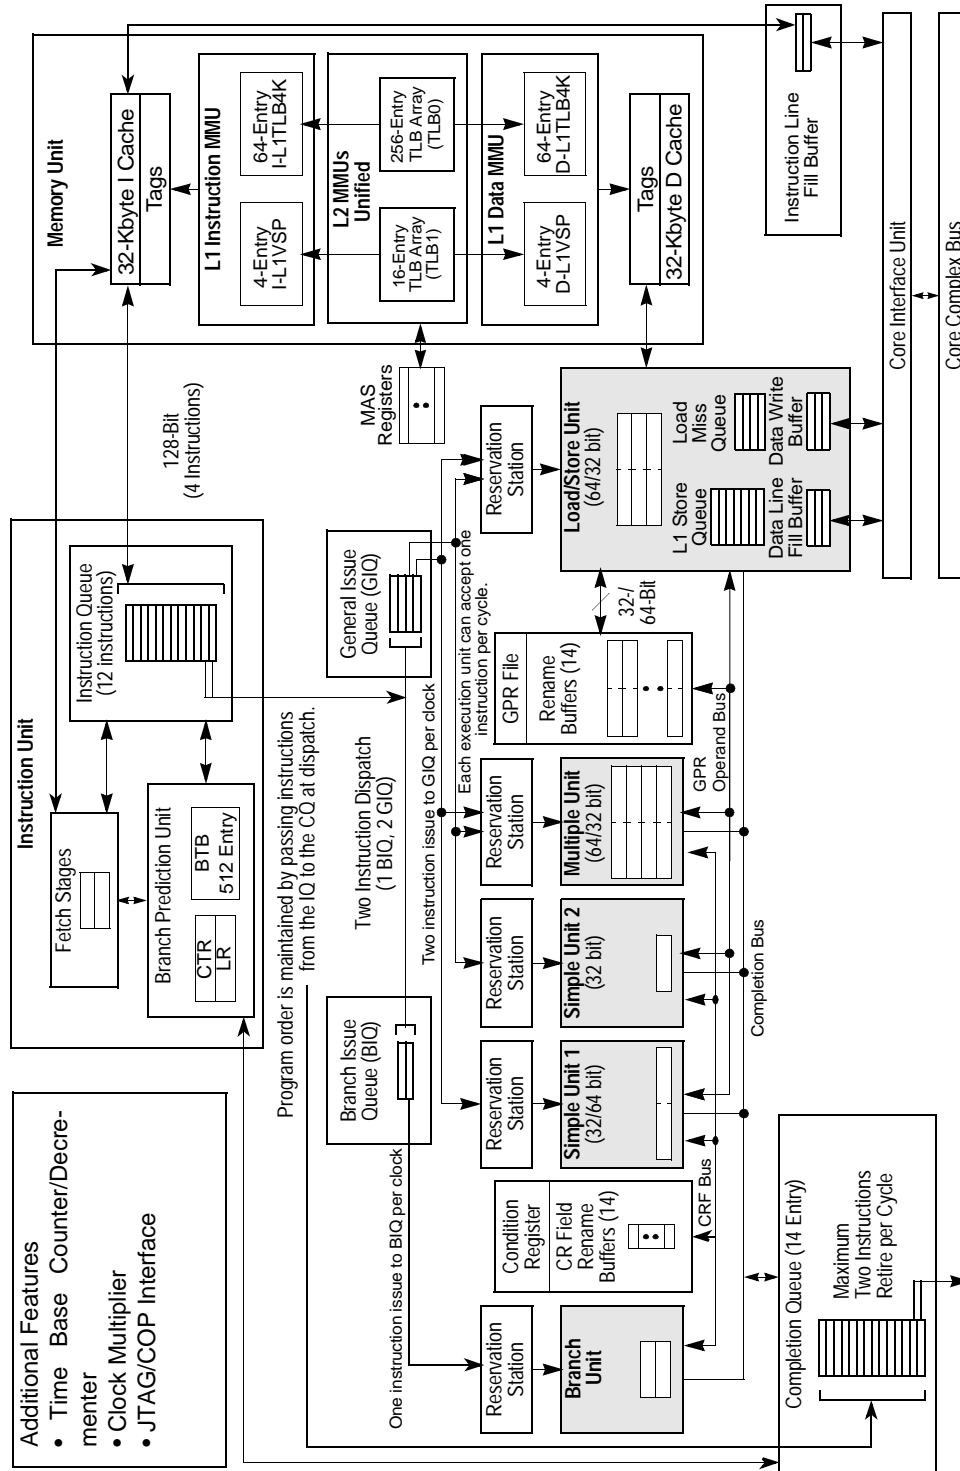 Additional Features
• Time Base Counter/Decre-
menter
• Clock Multiplier
• JTAG/COP Interface
Instruction Unit
Fetch Stages
Branch Prediction Unit
CTR
LR
BTB
512 Entry
Instruction Queue
(12 instructions)
128-Bit
(4 Instructions)
Memory Unit
32-Kbyte I Cache
Tags
L1 Instruction MMU
4-Entry
I-L1VSP
64-Entry
I-L1TLB4K
L2 MMUs
Unified
16-Entry
TLB Array
(TLB1)
256-Entry
TLB Array
(TLB0)
L1 Data MMU
4-Entry
D-L1VSP
64-Entry
D-L1TLB4K
Tags
32-Kbyte D Cache
MAS
Registers
Program order is maintained by passing instructions
from the IQ to the CQ at dispatch.
Branch Issue
Queue (BIQ)
Two Instruction Dispatch
(1 BIQ, 2 GIQ)
General Issue
Queue (GIQ)
One instruction issue to BIQ per clock
Two instruction issue to GIQ per clock
Each execution unit can accept one
instruction per cycle.
Reservation
Station
Reservation
Station
Reservation
Station
Reservation
Station
Reservation
Station
Branch
Unit
Condition
Register
CR Field
Rename
Buffers (14)
CRF Bus
Simple Unit 1
(32/64 bit)
Simple Unit 2
(32 bit)
Multiple Unit
(64/32 bit)
GPR File
Rename
Buffers (14)
32-/
64-Bit
GPR
Operand Bus
Completion Bus
Load/Store Unit
(64/32 bit)
L1 Store
Queue
Load
Miss
Queue
Data Line
Fill Buffer
Data Write
Buffer
Instruction Line
Fill Buffer
Core Interface Unit
Core Complex Bus
Completion Queue (14 Entry)
Maximum
Two Instructions
Retire per Cycle